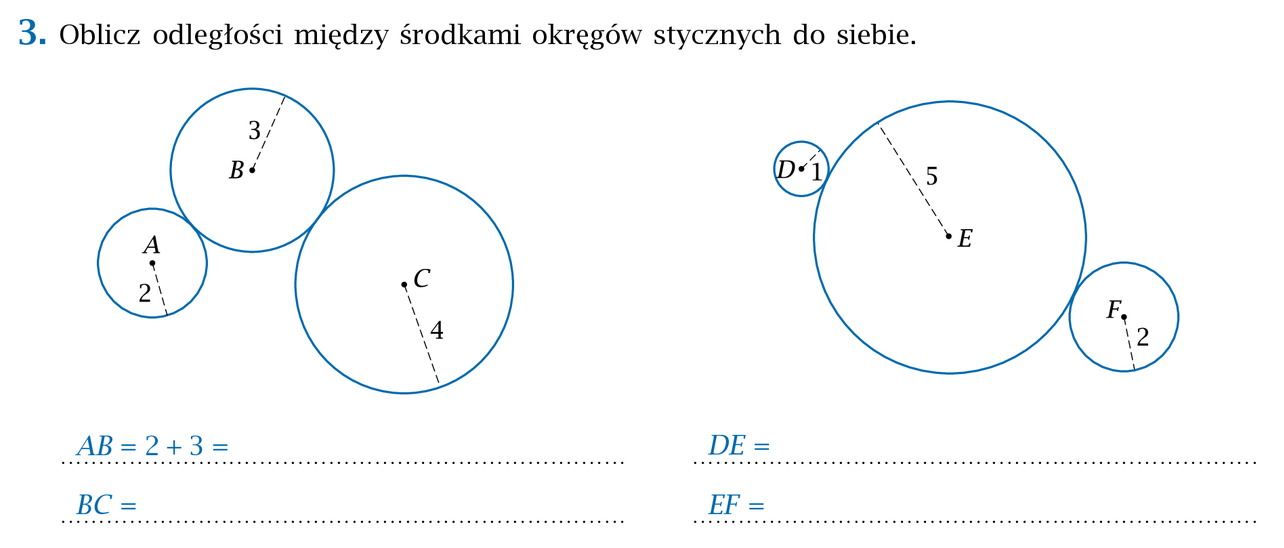 3. Oblicz odległości między środkami okręgów stycznych do siebie.
3
B
A
2
C
4
D 1
5
E
F
2
AB = 2 + 3 =
BC =
DE =
EF =